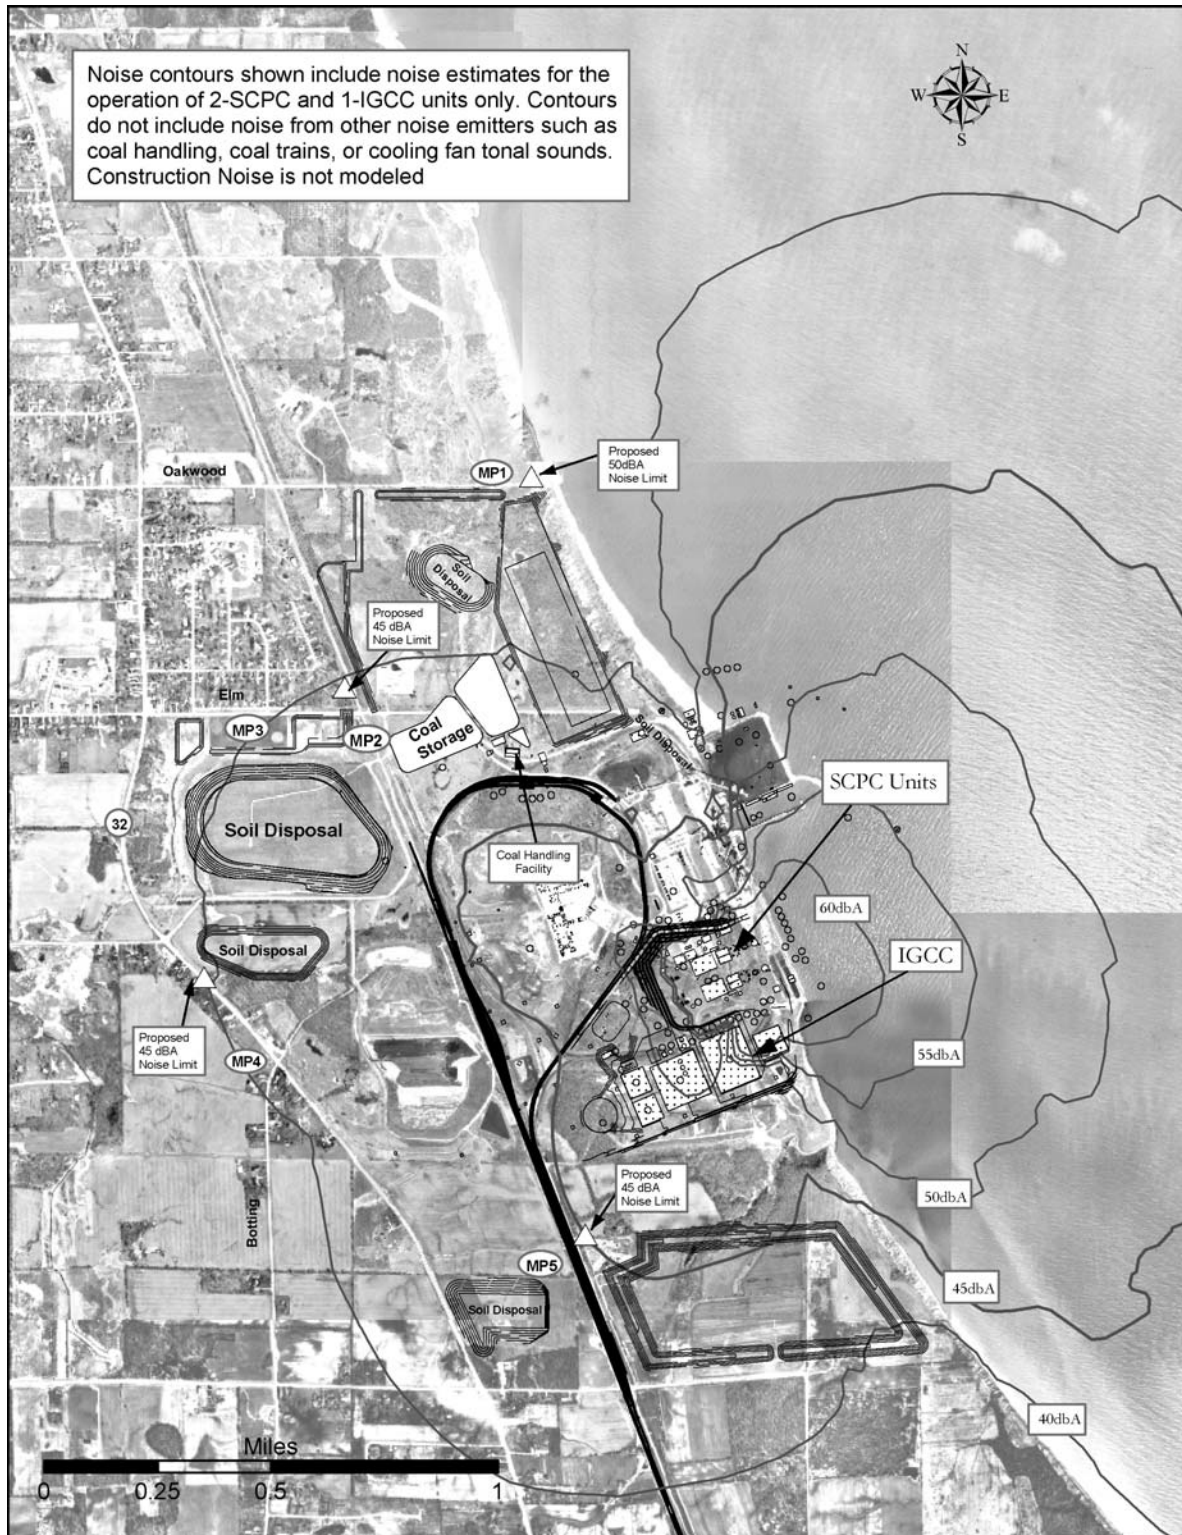 Noise contours shown include noise estimates for the
operation of 2-SCPC and 1-IGCC units only. Contours
do not include noise from other noise emitters such as
coal handling, coal trains, or cooling fan tonal sounds.
Construction Noise is not modeled
N
W
E
S
Oakwood
MP1
Proposed
50dBA
Noise Limit
Soil
Disposal
Proposed
45 dBA
Noise Limit
Elm
MP3
MP2
Coal
Storage
Soil Disposal
SCPC Units
32
Soil Disposal
Coal Handling
Facility
60dbA
Soil Disposal
IGCC
Proposed
45 dBA
Noise Limit
MP4
55dbA
Botting
Proposed
45 dBA
Noise Limit
50dbA
MP5
45dbA
Soil Disposal
40dbA
Miles
0
0.25
0.5
1